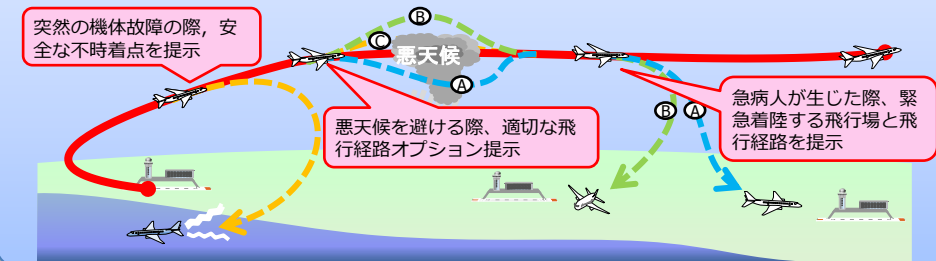 突然の機体故障の際，安
全な不時着点を提示
B
C
悪天候
A
悪天候を避ける際、適切な飛
行経路オプション提示
B
A
急病人が生じた際、緊
急着陸する飛行場と飛
行経路を提示